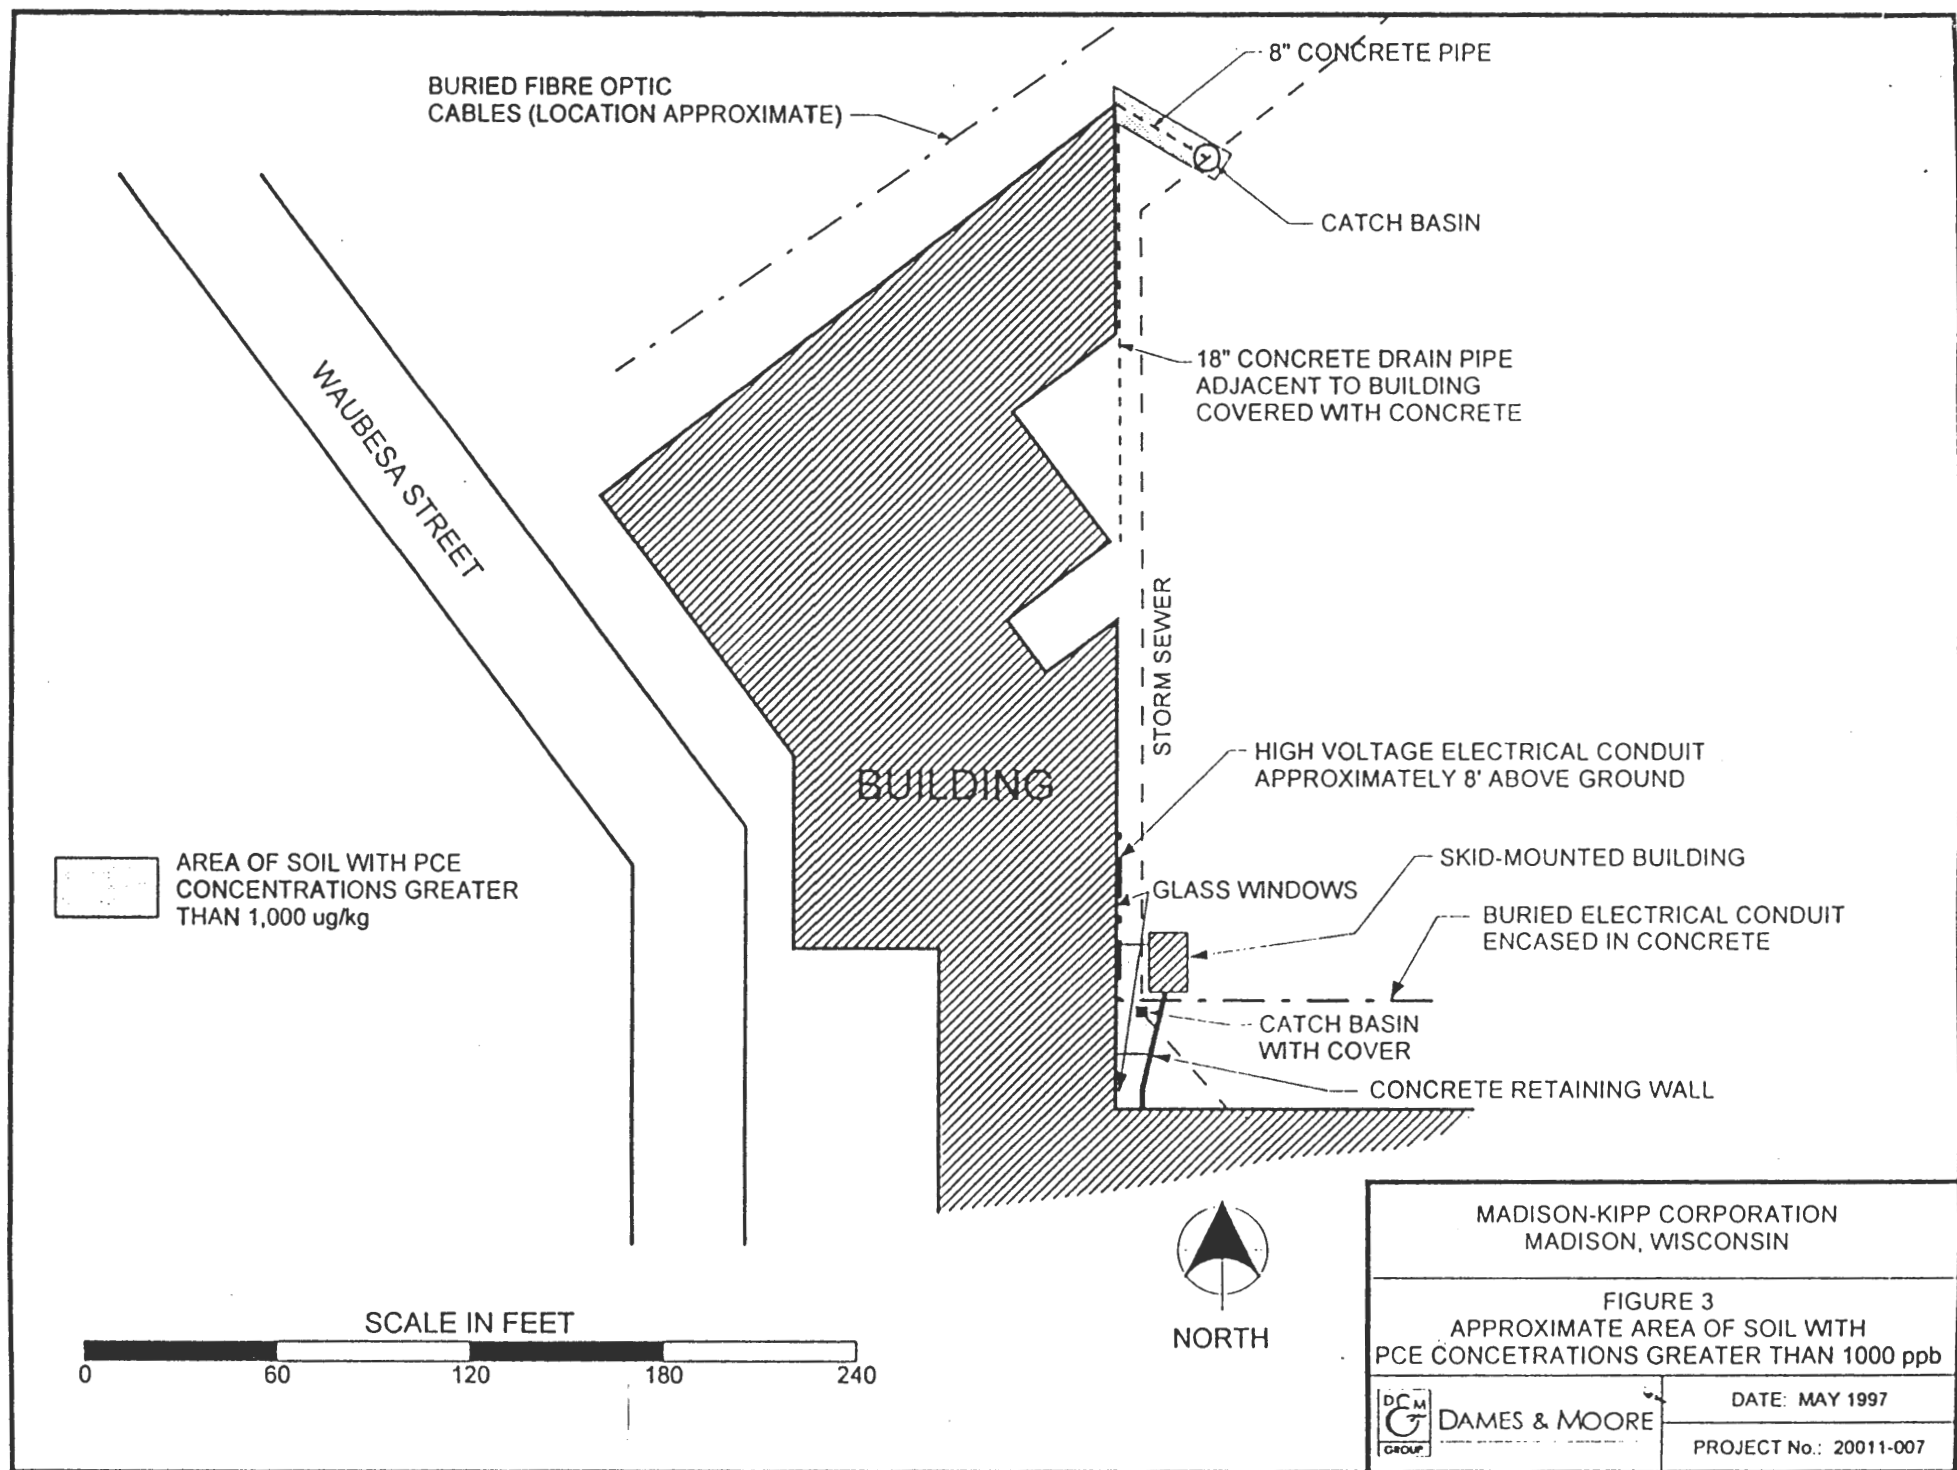 8" CONCRETE PIPE
BURIED FIBRE OPTIC
CABLES (LOCATION APPROXIMATE)
CATCH BASIN
18" CONCRETE DRAIN PIPE
ADJACENT TO BUILDING
COVERED WITH CONCRETE
WAUBESA STREET
STORM SEWER
HIGH VOLTAGE ELECTRICAL CONDUIT
APPROXIMATELY 8' ABOVE GROUND
BUILDING
SKID-MOUNTED BUILDING
AREA OF SOIL WITH PCE
CONCENTRATIONS GREATER
THAN 1,000 ug/kg
GLASS WINDOWS
BURIED ELECTRICAL CONDUIT
ENCASED IN CONCRETE
CATCH BASIN
WITH COVER
CONCRETE RETAINING WALL
SCALE IN FEET
0 60 120 180 240
NORTH
MADISON-KIPP CORPORATION
MADISON, WISCONSIN
FIGURE 3
APPROXIMATE AREA OF SOIL WITH
PCE CONCETRATIONS GREATER THAN 1000 ppb
DCM
GROUP
DAMES & MOORE
DATE: MAY 1997
PROJECT No.: 20011-007